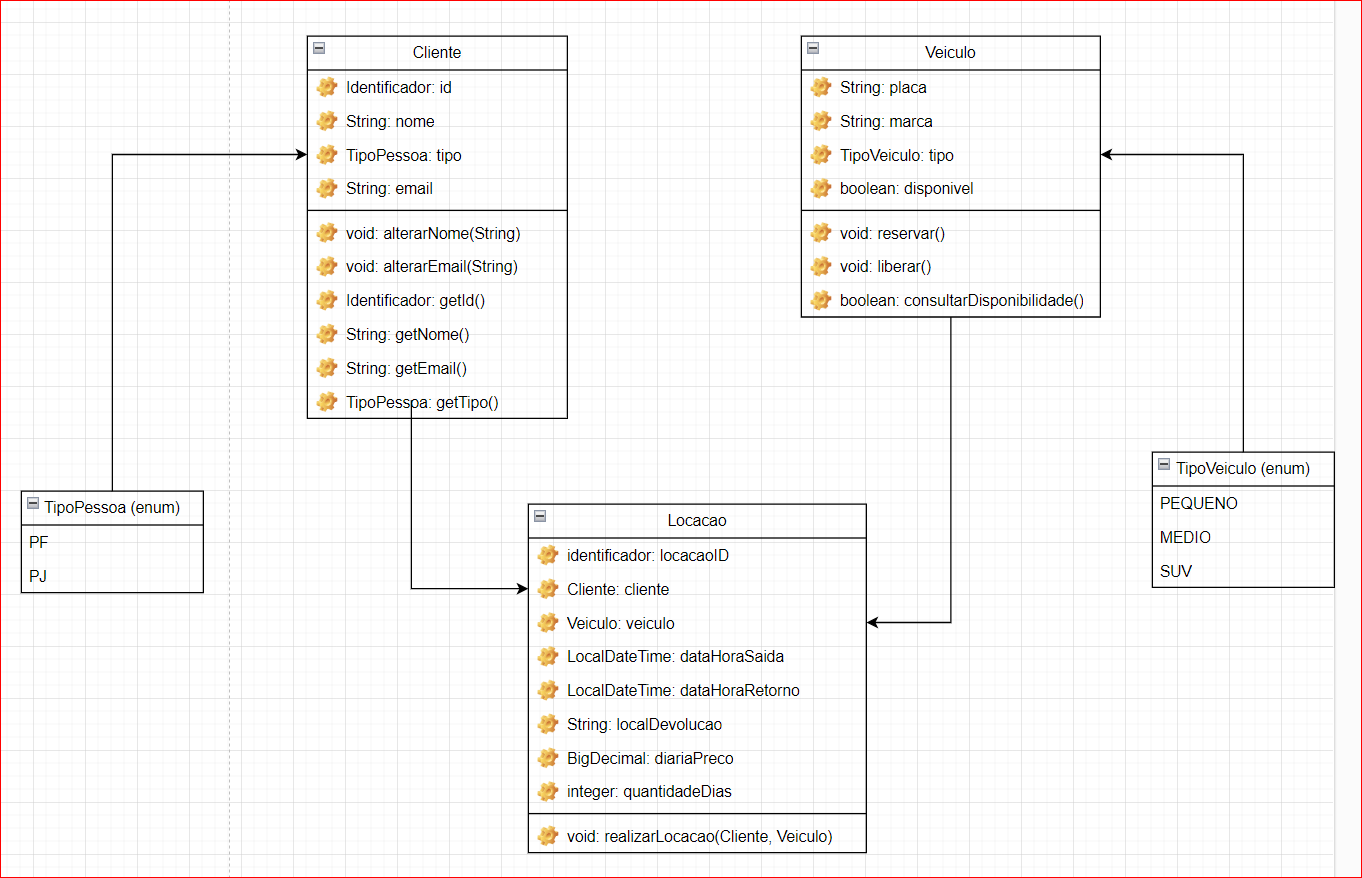 Cliente
Identificador: id
String: nome
TipoPessoa: tipo
String: email
void: alterarNome(String)
void: alterarEmail(String)
Identificador: getId()
String: getNome()
String: getEmail()
TipoPessoa: getTipo()
Veiculo
String: placa
String: marca
TipoVeiculo: tipo
boolean: disponivel
void: reservar()
void: liberar()
boolean: consultarDisponibilidade()
TipoPessoa (enum)
PF
PJ
Locacao
identificador: locacaoID
Cliente: cliente
Veiculo: veiculo
LocalDateTime: dataHoraSaida
LocalDateTime: dataHoraRetorno
String: localDevolucao
BigDecimal: diariaPreco
integer: quantidadeDias
void: realizarLocacao(Cliente, Veiculo)
TipoVeiculo (enum)
PEQUENO
MEDIO
SUV